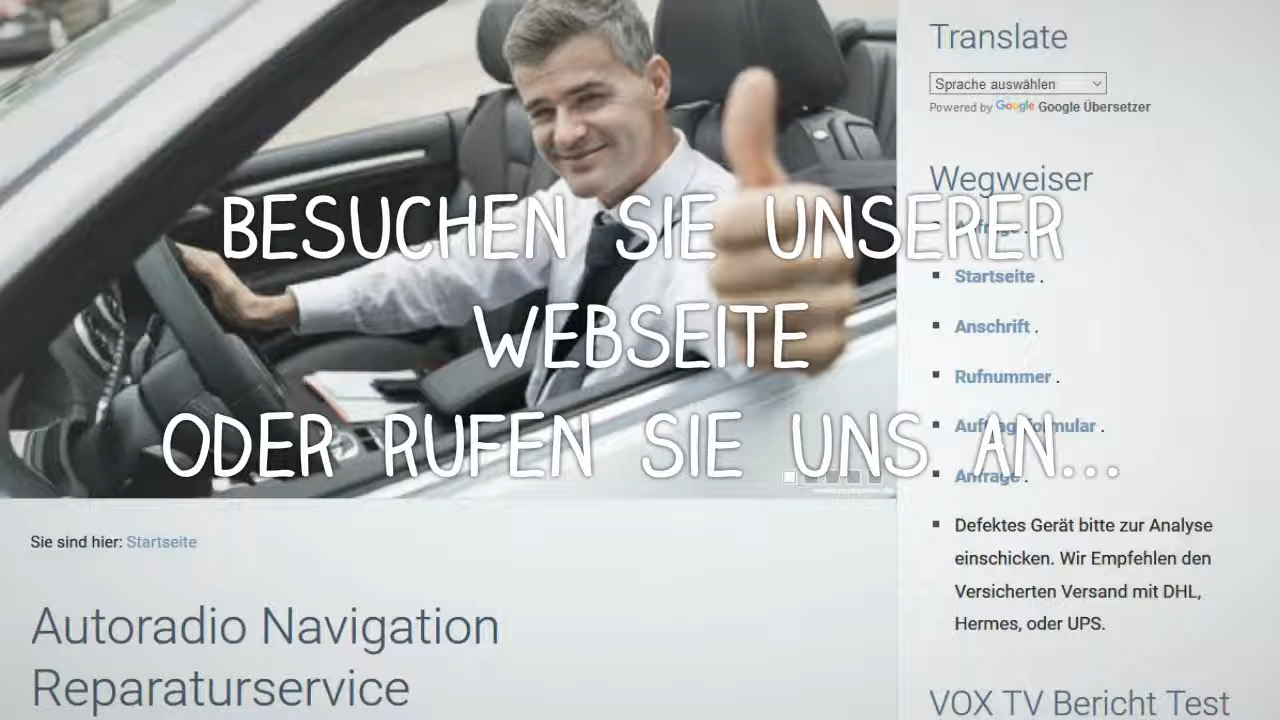 BESUCHEN SIE UNSERER
WEBSEITE
ODER RUFEN SIE UNS AN...
Sie sind hier: Startseite
Autoradio Navigation
Reparaturservice
Translate
Sprache auswählen
Powered by Google Google Übersetzer
Wegweiser
Startseite .
Anschrift .
Rufnummer .
Auftragsformular .
Anfrage .
Defektes Gerät bitte zur Analyse
einschicken. Wir Empfehlen den
Versicherten Versand mit DHL,
Hermes, oder UPS.
VOX TV Bericht Test